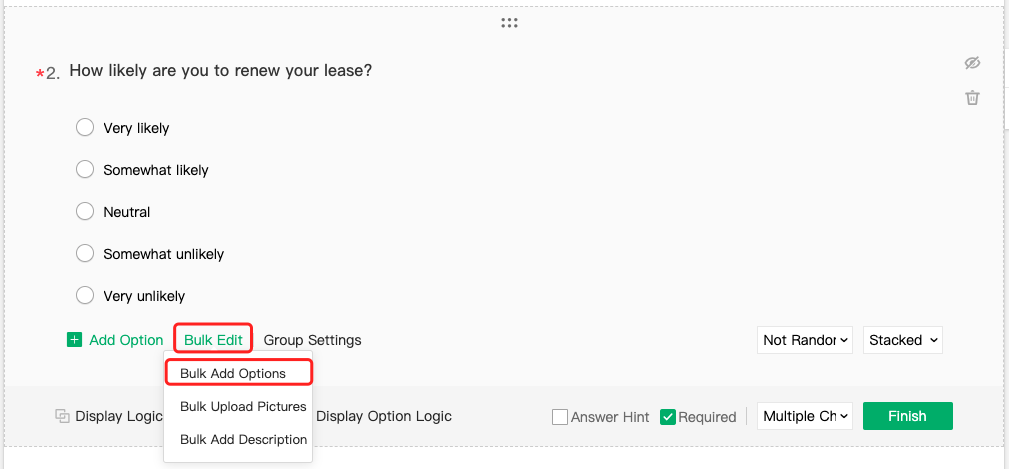 *2. How likely are you to renew your lease?
Very likely
Somewhat likely
Neutral
Somewhat unlikely
Very unlikely
Add Option Bulk Edit Group Settings Not Randor Stacked
Bulk Add Options
Bulk Upload Pictures
Bulk Add Description
Display Logic Display Option Logic Answer Hint Required Multiple Ch Finish